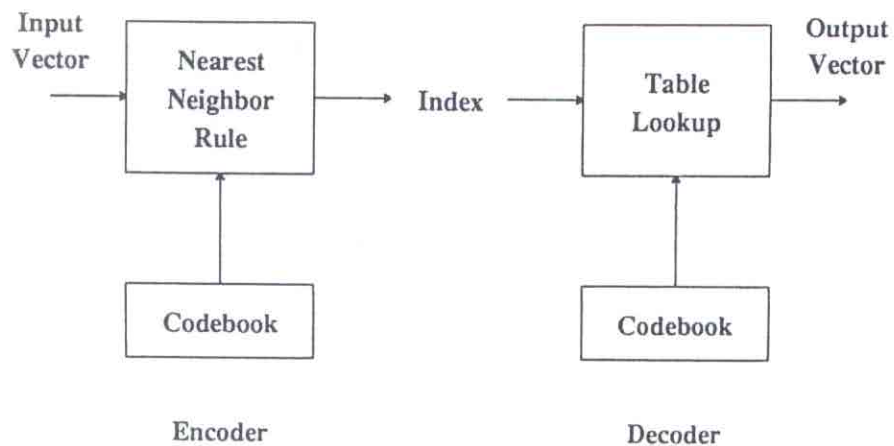 Input
Vector
Nearest
Neighbor
Rule
Index
Table
Lookup
Output
Vector
Codebook
Codebook
Encoder
Decoder